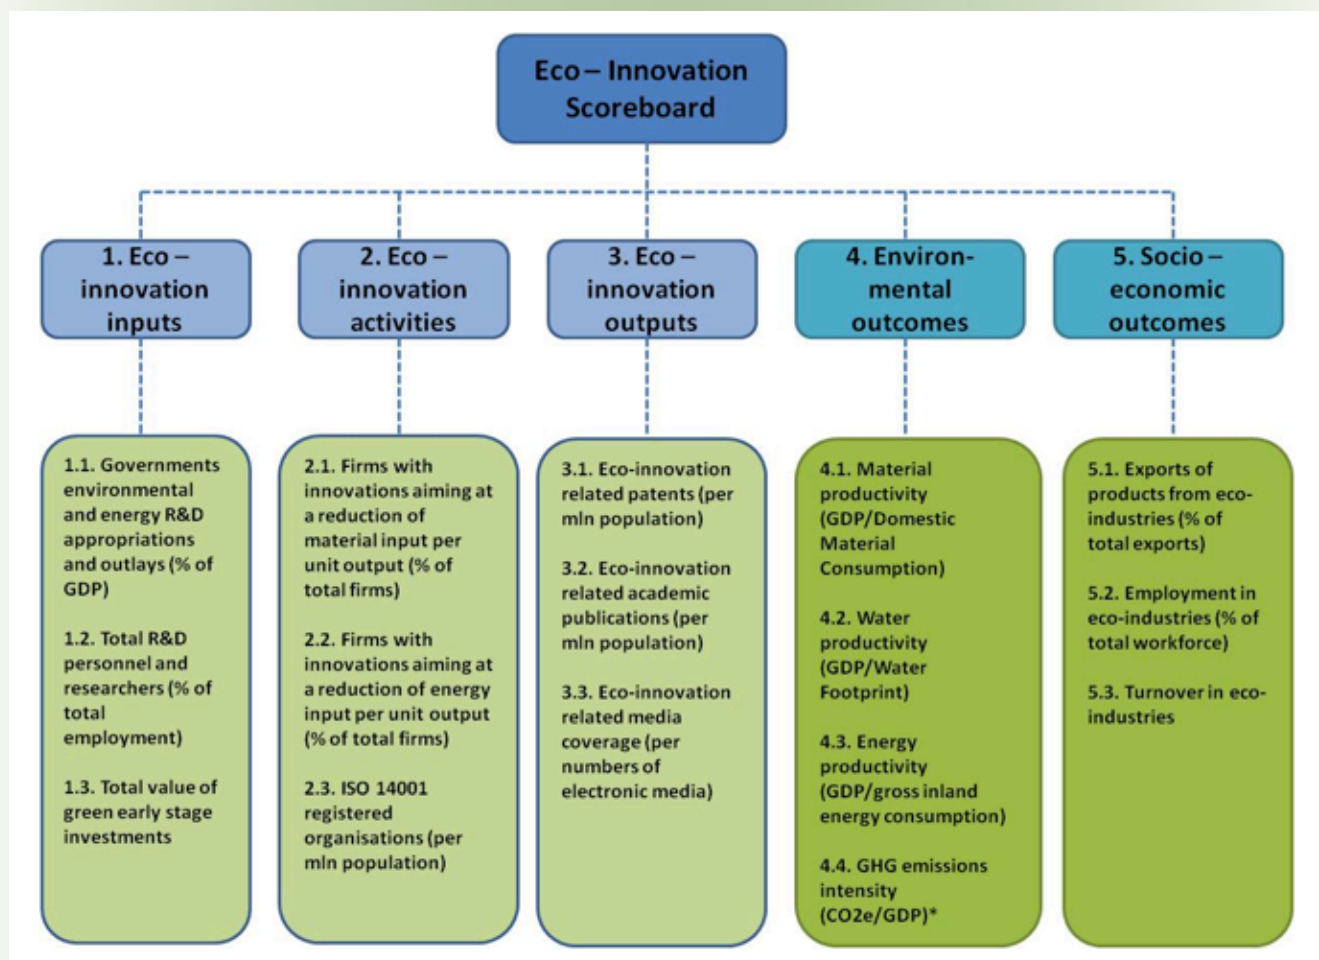 Eco – Innovation
Scoreboard
1. Eco –
innovation
inputs
2. Eco –
innovation
activities
3. Eco –
innovation
outputs
4. Environ-
mental
outcomes
5. Socio –
economic
outcomes
1.1. Governments
environmental
and energy R&D
appropriations
and outlays (% of
GDP)
1.2. Total R&D
personnel and
researchers (% of
total
employment)
1.3. Total value of
green early stage
investments
2.1. Firms with
innovations aiming at
a reduction of
material input per
unit output (% of
total firms)
2.2. Firms with
innovations aiming at
a reduction of energy
input per unit output
(% of total firms)
2.3. ISO 14001
registered
organisations (per
mln population)
3.1. Eco-innovation
related patents (per
mln population)
3.2. Eco-innovation
related academic
publications (per
mln population)
3.3. Eco-innovation
related media
coverage (per
numbers of
electronic media)
4.1. Material
productivity
(GDP/Domestic
Material
Consumption)
4.2. Water
productivity
(GDP/Water
Footprint)
4.3. Energy
productivity
(GDP/gross inland
energy consumption)
4.4. GHG emissions
intensity
(CO2e/GDP)*
5.1. Exports of
products from eco-
industries (% of
total exports)
5.2. Employment in
eco-industries (% of
total workforce)
5.3. Turnover in eco-
industries